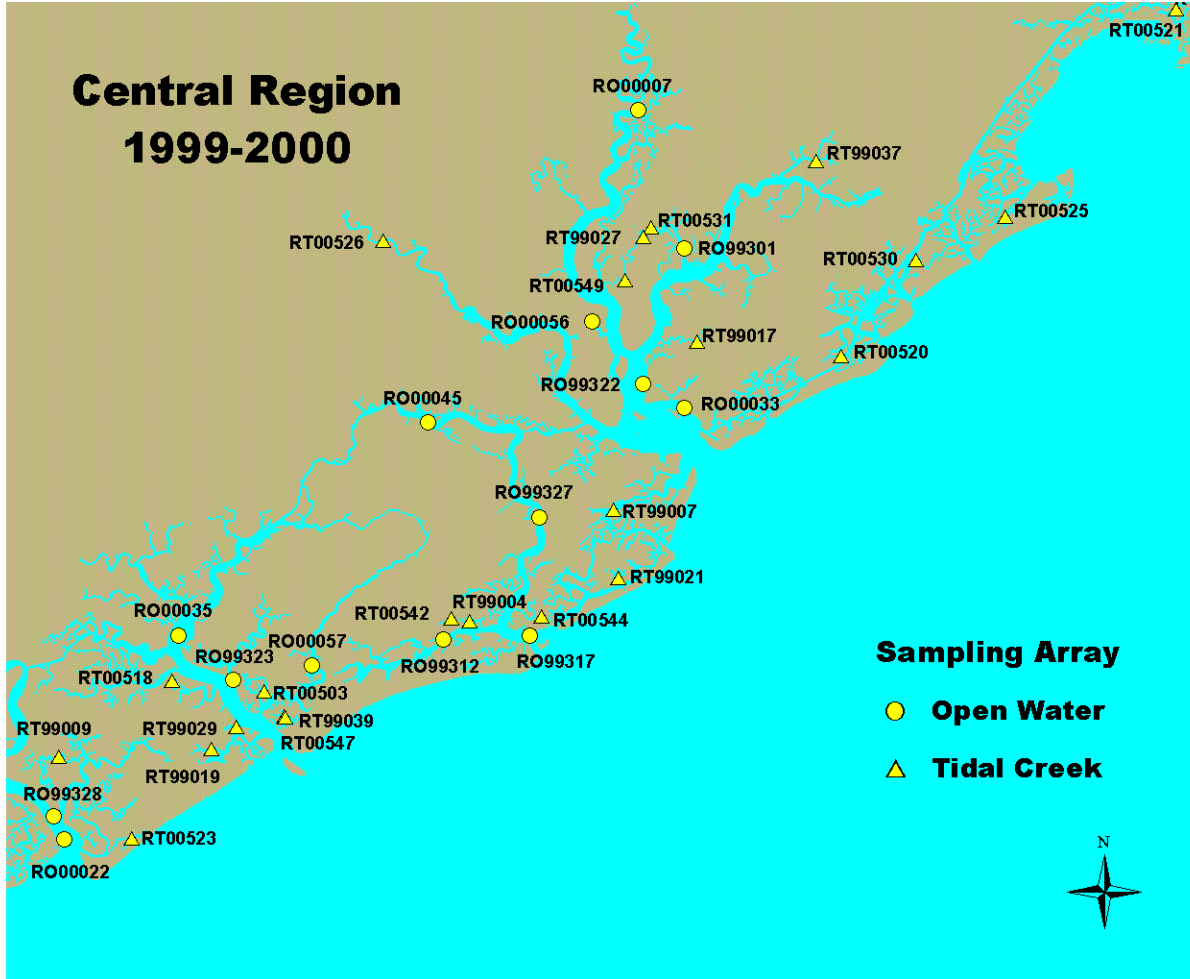 RT00521
Central Region
1999-2000
RO00007
RT99037
RT00525
RT00531
RT99027
RO99301
RT00526
RT00530
RT00549
RO00056
RT99017
RT00520
RO99322
RO00045
RO00033
RO99327
RT99007
RT99021
RO00035
RT00542
RT99004
RT00544
RO00057
RO99323
RO99312
RO99317
Sampling Array
RT00518
RT00503
Open Water
RT99009
RT99029
RT99039
RT00547
RT99019
Tidal Creek
RO99328
RT00523
N
RO00022